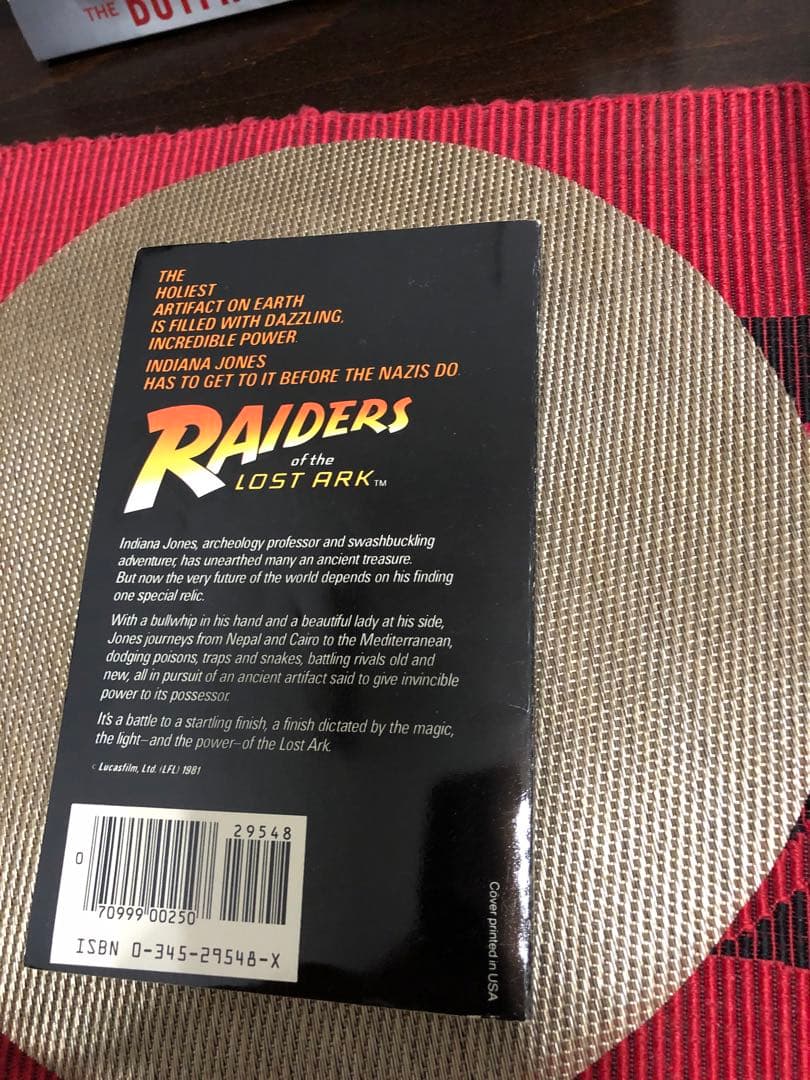 THE
THE
HOLIEST
ARTIFACT ON EARTH
IS FILLED WITH DAZZLING,
INCREDIBLE POWER.
INDIANA JONES
HAS TO GET TO IT BEFORE THE NAZIS DO.
RAIDERS
of the
LOST ARK TM
Indiana Jones, archeology professor and swashbuckling
adventurer, has unearthed many an ancient treasure.
But now the very future of the world depends on his finding
one special relic.
With a bullwhip in his hand and a beautiful lady at his side,
Jones journeys from Nepal and Cairo to the Mediterranean,
dodging poisons, traps and snakes, battling rivals old and
new, all in pursuit of an ancient artifact said to give invincible
power to its possessor.
It's a battle to a startling finish, a finish dictated by the magic,
the light—and the power—of the Lost Ark.
© Lucasfilm, Ltd. (LFL) 1981
29548
0
70999 00250
ISBN 0-345-29548-X
Cover printed in USA